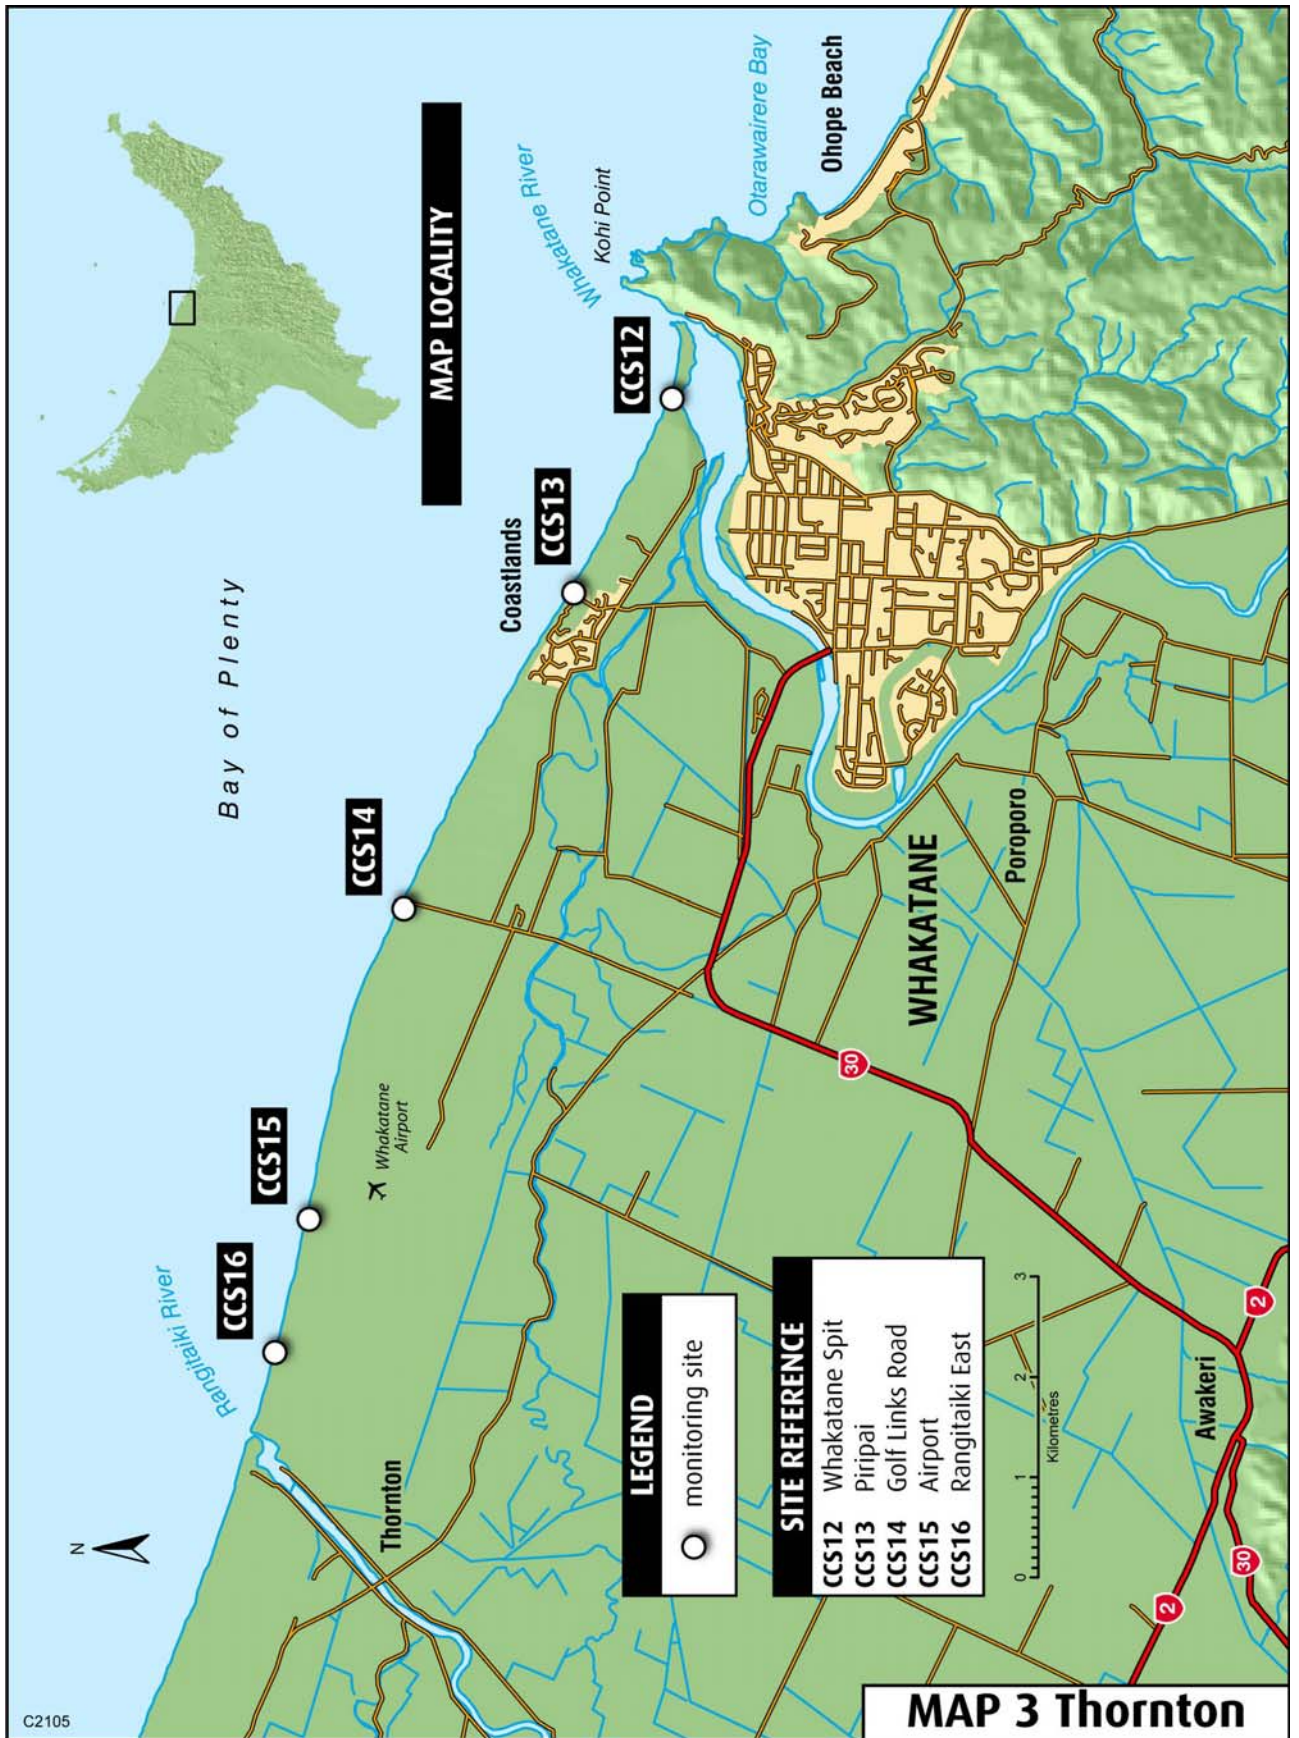 C2105
N
Rangitaiki River
CCS16
CCS15
Whakatane
Airport
CCS14
Bay of Plenty
Coastlands
CCS13
CCS12
MAP LOCALITY
Whakatane River
Kohi Point
Otarawairere Bay
Ohope Beach
Thornton
WHAKATANE
Poroporo
Awakeri
30
2
2
30
LEGEND
monitoring site
SITE REFERENCE
CCS12 Whakatane Spit
CCS13 Piripai
CCS14 Golf Links Road
CCS15 Airport
CCS16 Rangitaiki East
0 1 2 3
Kilometres
MAP 3 Thornton